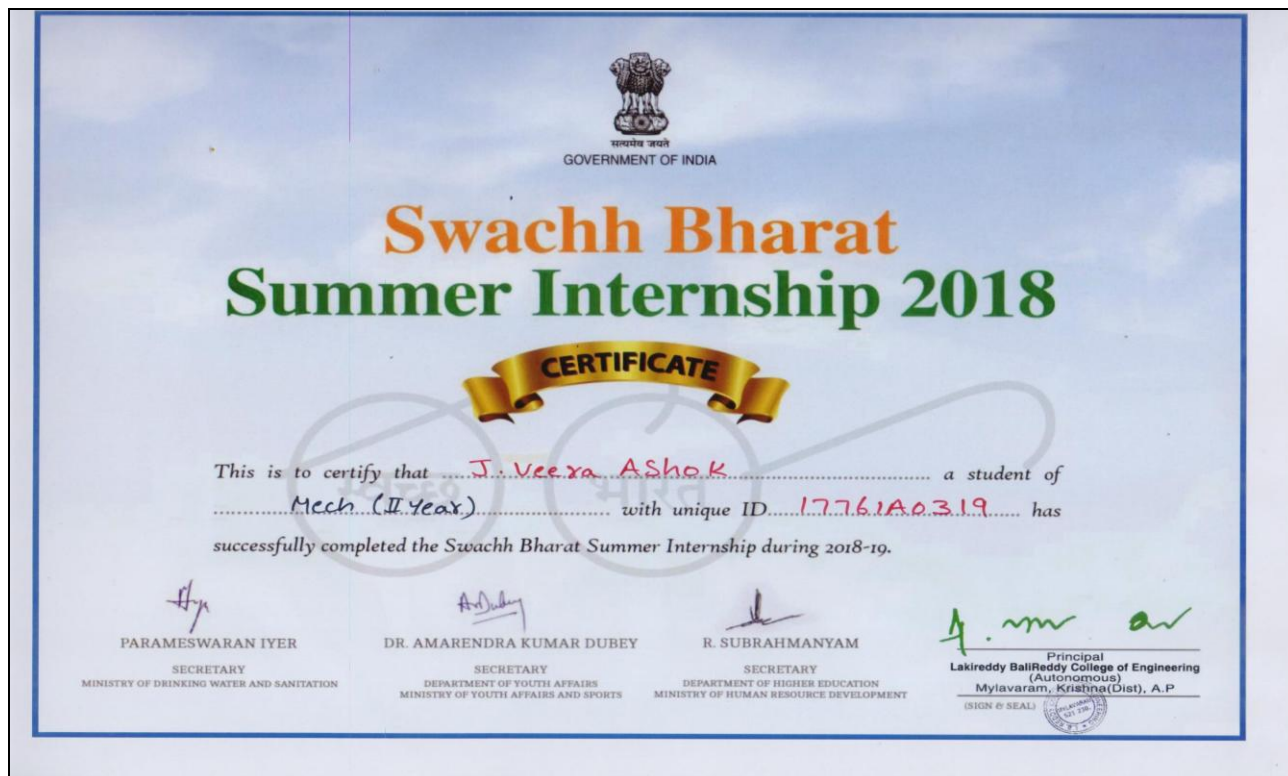 सत्यमेव जयते
GOVERNMENT OF INDIA
Swachh Bharat
Summer Internship 2018
CERTIFICATE
स्वच्छ भारत
This is to certify that J. Veera AShok a student of
Mech (II Year) with unique ID 17761A0319 has
successfully completed the Swachh Bharat Summer Internship during 2018-19.
PARAMESWARAN IYER
SECRETARY
MINISTRY OF DRINKING WATER AND SANITATION
DR. AMARENDRA KUMAR DUBEY
SECRETARY
DEPARTMENT OF YOUTH AFFAIRS
MINISTRY OF YOUTH AFFAIRS AND SPORTS
R. SUBRAHMANYAM
SECRETARY
DEPARTMENT OF HIGHER EDUCATION
MINISTRY OF HUMAN RESOURCE DEVELOPMENT
Principal
Lakireddy BaliReddy College of Engineering
(Autonomous)
Mylavaram, Krishna(Dist), A.P
(SIGN & SEAL)